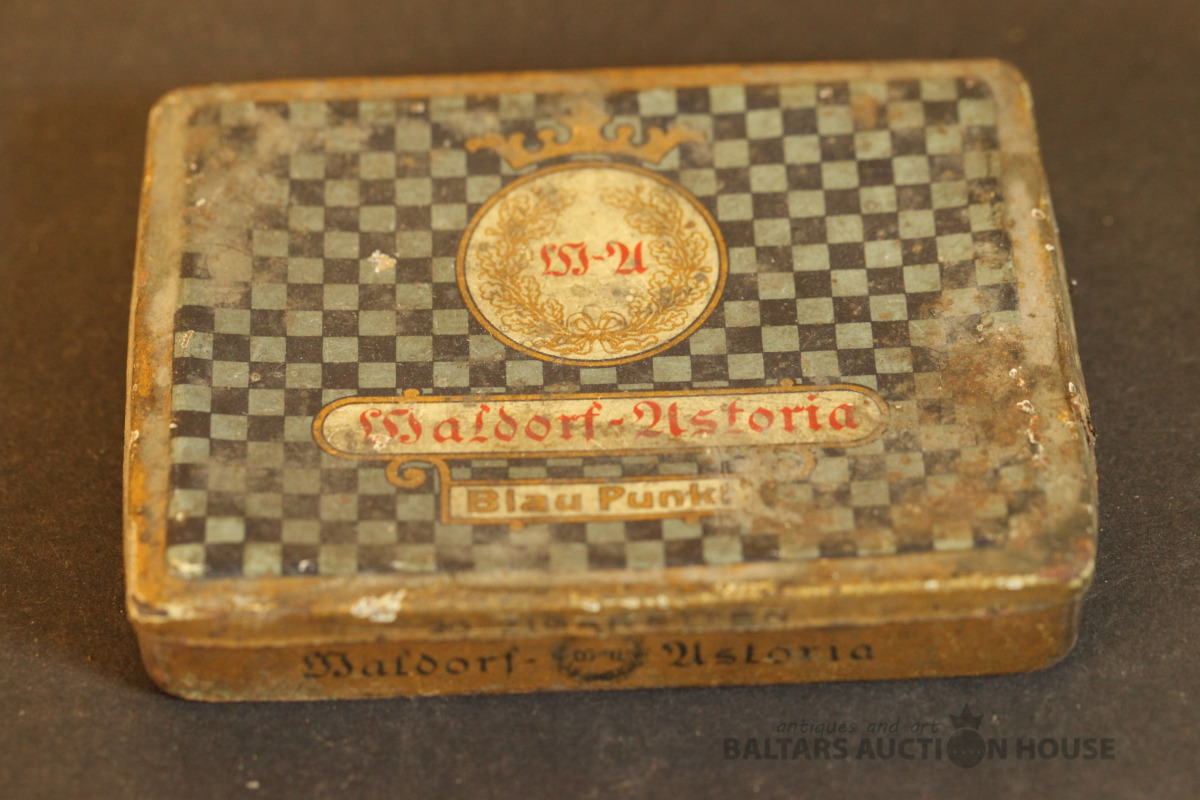 W-A
Waldorf-Astoria
Blau Punkt
Waldorf- W-A Astoria
antiques and art
BALTARS AUCTION HOUSE